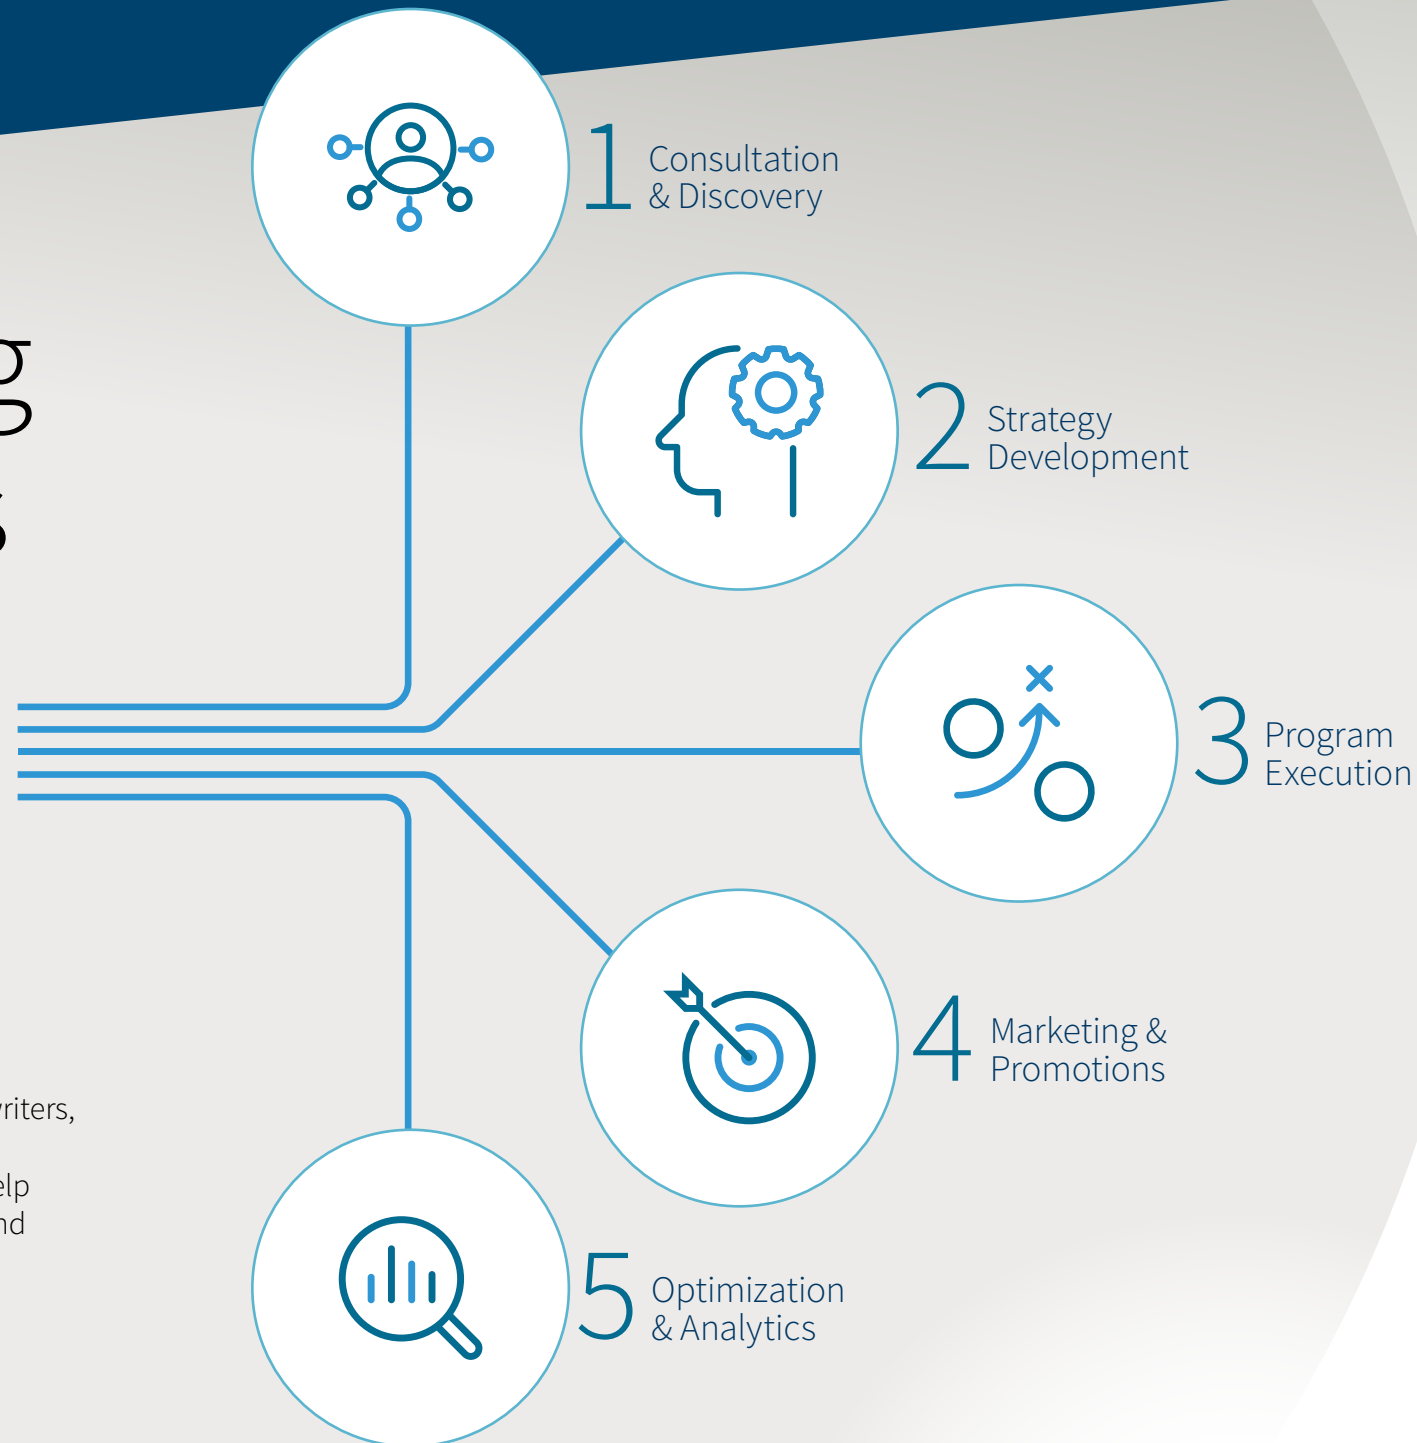 1
Consultation
& Discovery
2
Strategy
Development
3
Program
Execution
4
Marketing &
Promotions
5
Optimization
& Analytics